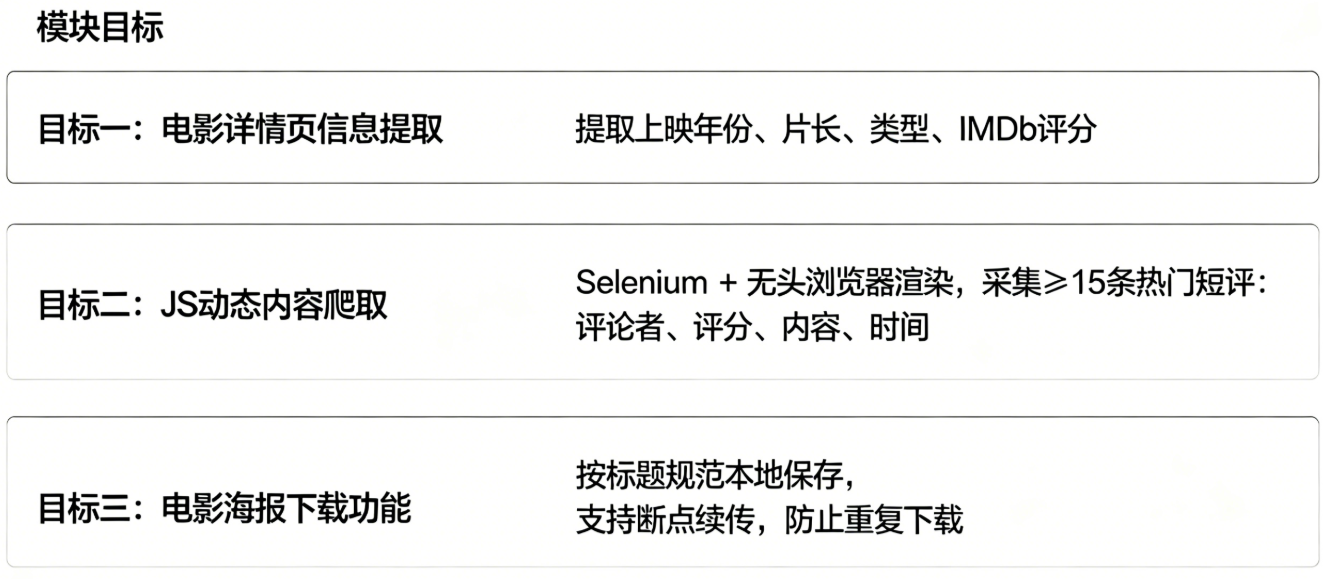 模块目标
目标一：电影详情页信息提取
提取上映年份、片长、类型、IMDb评分
目标二：JS动态内容爬取
Selenium + 无头浏览器渲染，采集≥15条热门短评：
评论者、评分、内容、时间
目标三：电影海报下载功能
按标题规范本地保存，
支持断点续传，防止重复下载